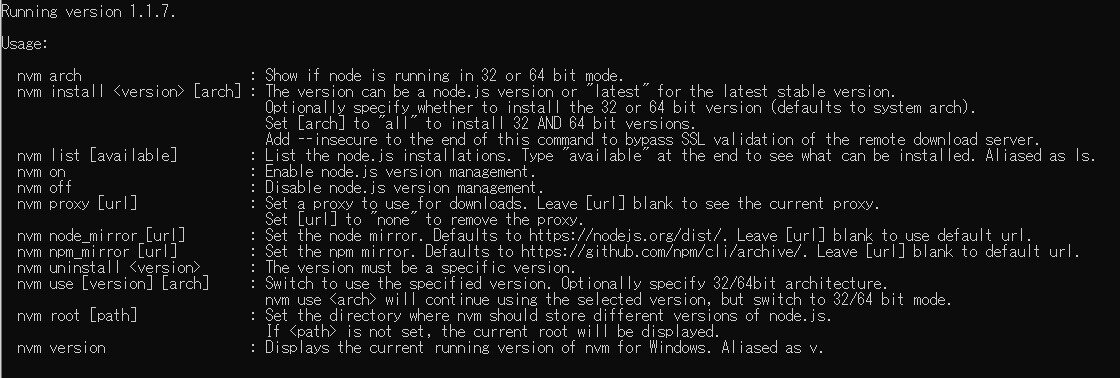 Running version 1.1.7.
Usage:
nvm arch : Show if node is running in 32 or 64 bit mode.
nvm install <version> [arch] : The version can be a node.js version or "latest" for the latest stable version.
Optionally specify whether to install the 32 or 64 bit version (defaults to system arch).
Set [arch] to "all" to install 32 AND 64 bit versions.
Add --insecure to the end of this command to bypass SSL validation of the remote download server.
nvm list [available] : List the node.js installations. Type "available" at the end to see what can be installed. Aliased as ls.
nvm on : Enable node.js version management.
nvm off : Disable node.js version management.
nvm proxy [url] : Set a proxy to use for downloads. Leave [url] blank to see the current proxy.
Set [url] to "none" to remove the proxy.
nvm node_mirror [url] : Set the node mirror. Defaults to https://nodejs.org/dist/. Leave [url] blank to use default url.
nvm npm_mirror [url] : Set the npm mirror. Defaults to https://github.com/npm/cli/archive/. Leave [url] blank to default url.
nvm uninstall <version> : The version must be a specific version.
nvm use [version] [arch] : Switch to use the specified version. Optionally specify 32/64bit architecture.
nvm use <arch> will continue using the selected version, but switch to 32/64 bit mode.
nvm root [path] : Set the directory where nvm should store different versions of node.js.
If <path> is not set, the current root will be displayed.
nvm version : Displays the current running version of nvm for Windows. Aliased as v.